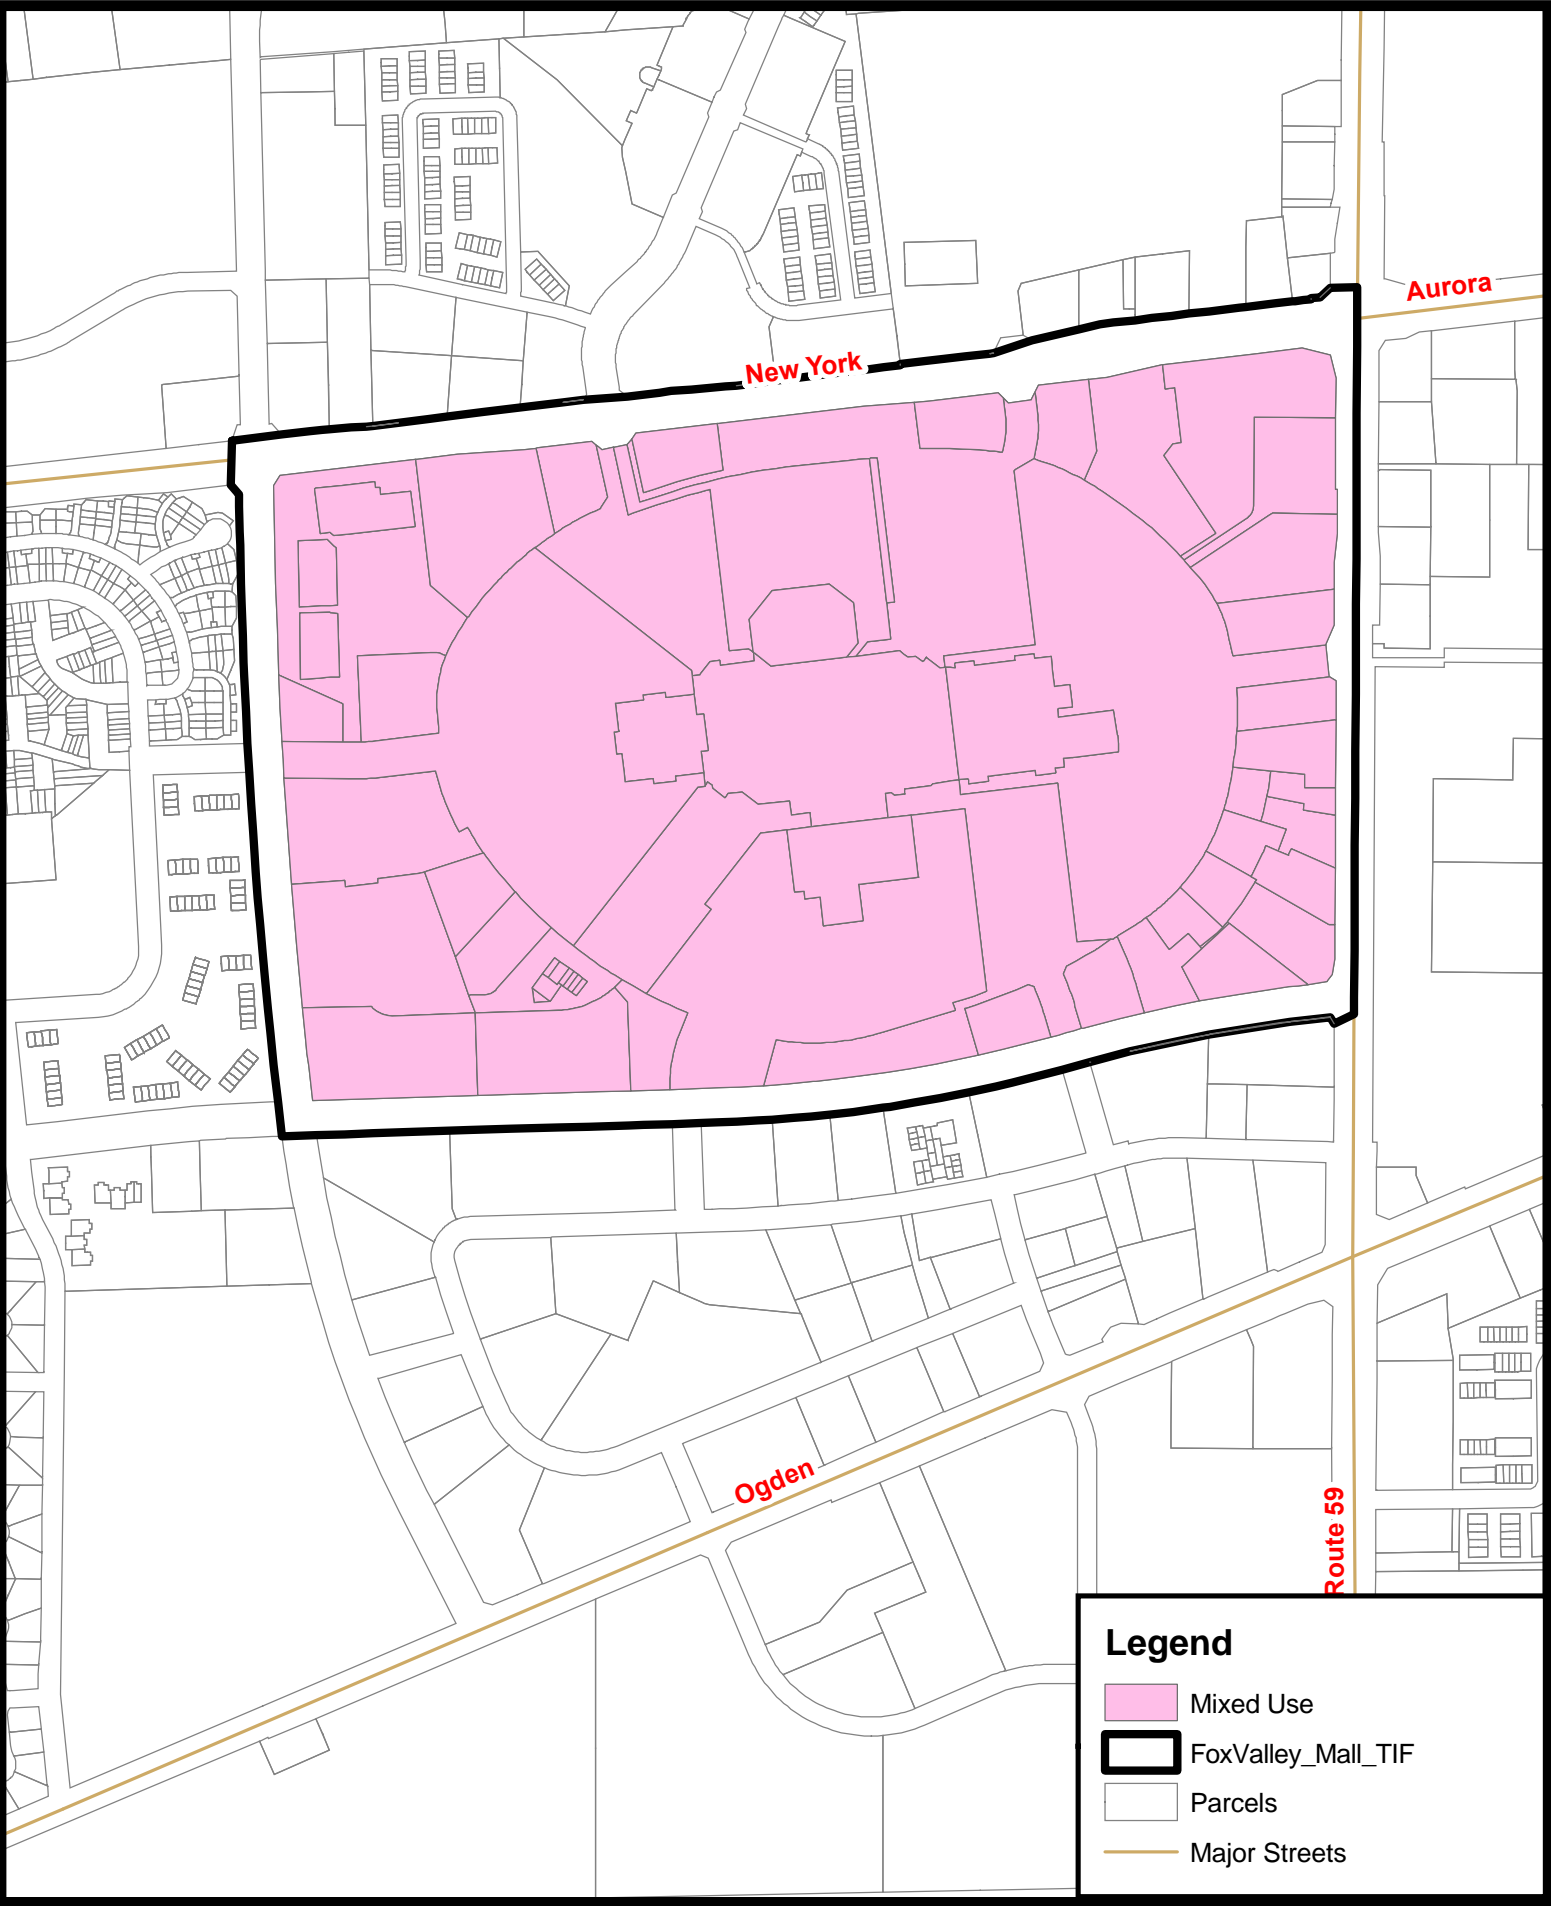 Aurora
New York
Ogden
Route 59
Legend
Mixed Use
FoxValley_Mall_TIF
Parcels
Major Streets